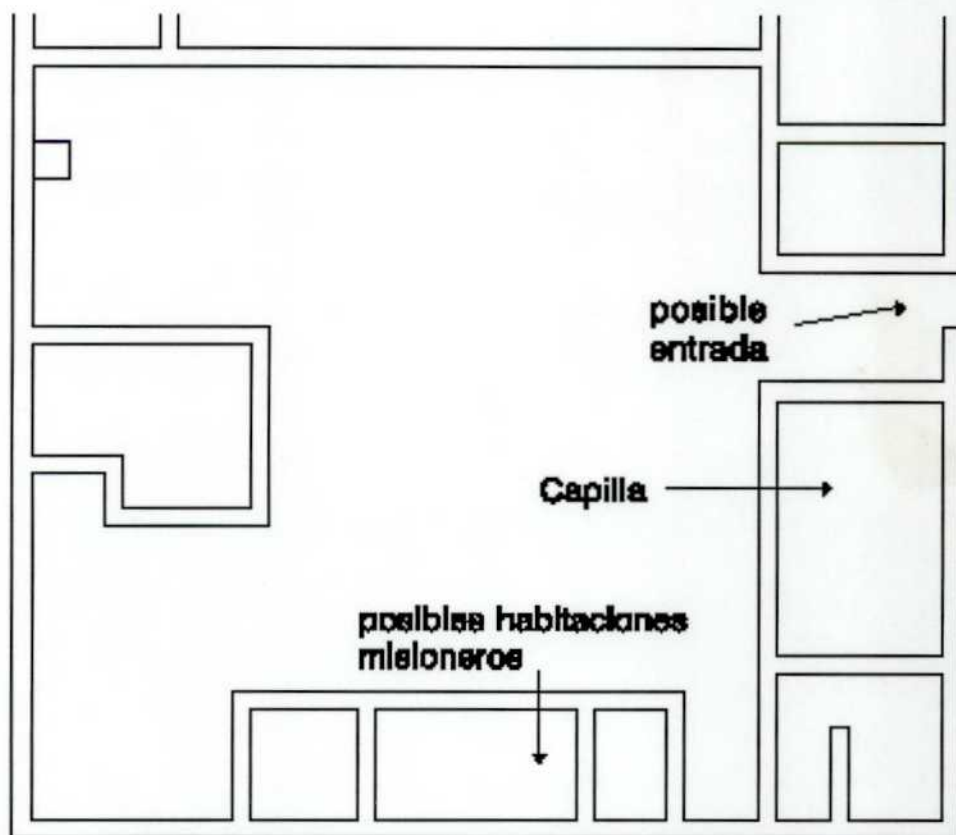 posible
entrada
Capilla
posibles habitaciones
misioneros